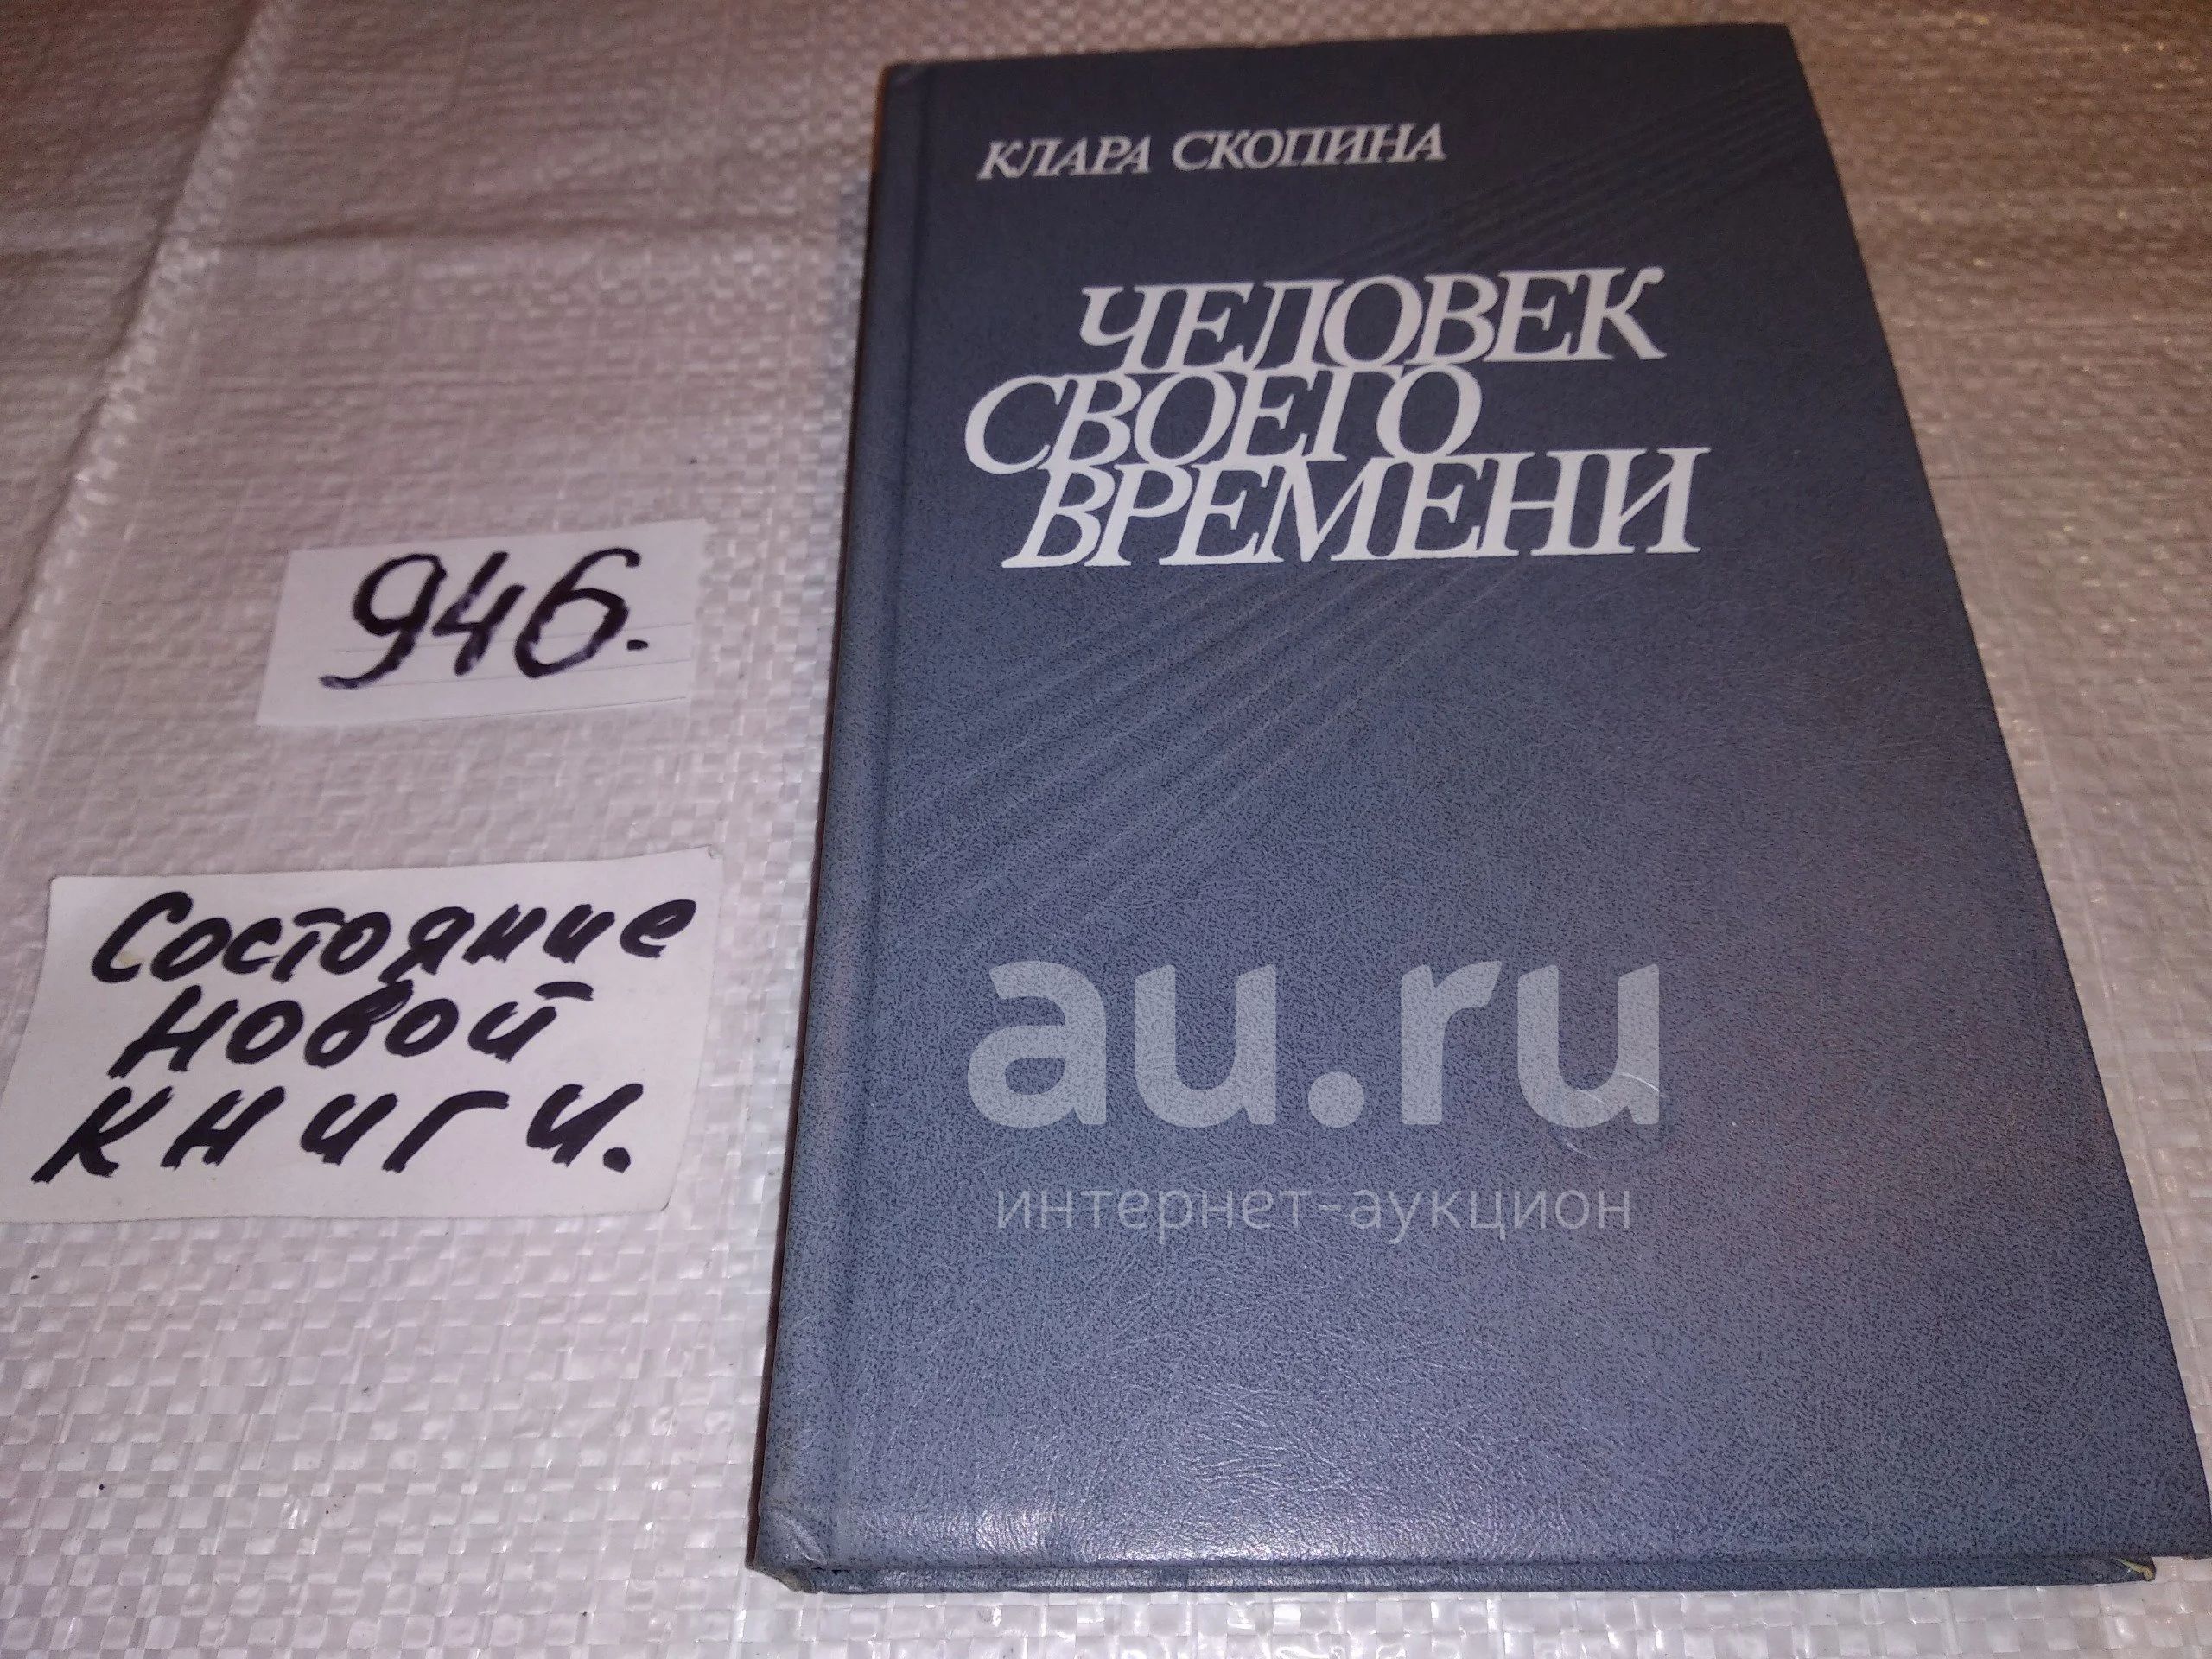 КЛАРА СКОПИНА
ЧЕЛОВЕК
СВОЕГО
ВРЕМЕНИ
946.
Состояние
новой
книги.
au.ru
интернет-аукцион